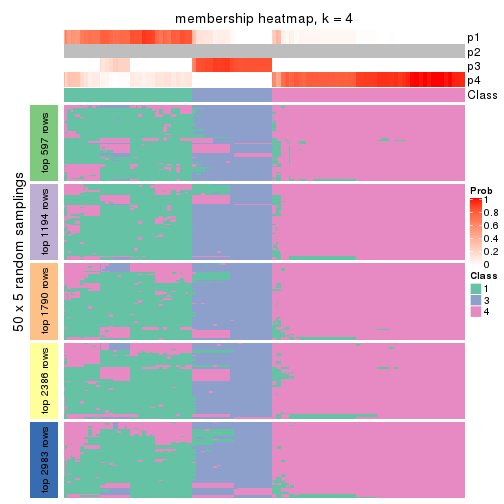 membership heatmap, k = 4
p1
p2
p3
p4
Class
50 x 5 random samplings
top 597 rows
top 1194 rows
top 1790 rows
top 2386 rows
top 2983 rows
Prob
1
0.8
0.6
0.4
0.2
0
Class
1
3
4